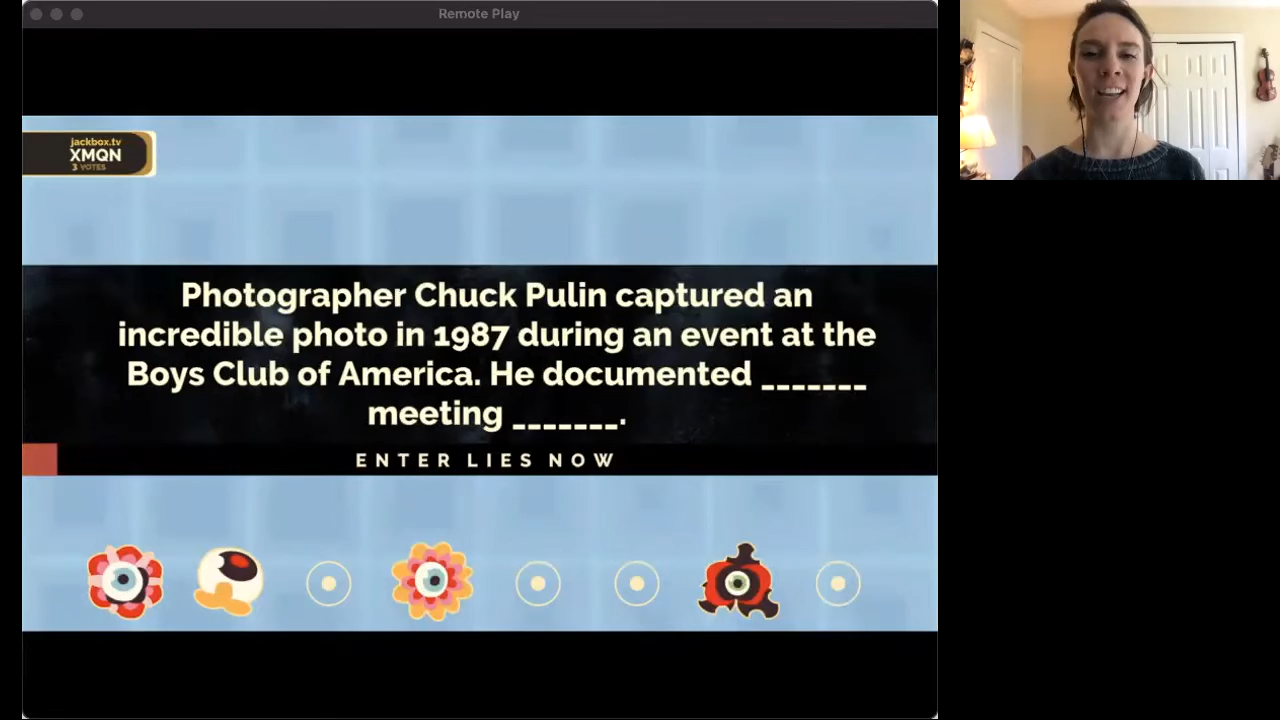 Remote Play
jackbox.tv
XMQN
3 VOTES
Photographer Chuck Pulin captured an
incredible photo in 1987 during an event at the
Boys Club of America. He documented _______
meeting _______.
ENTER LIES NOW